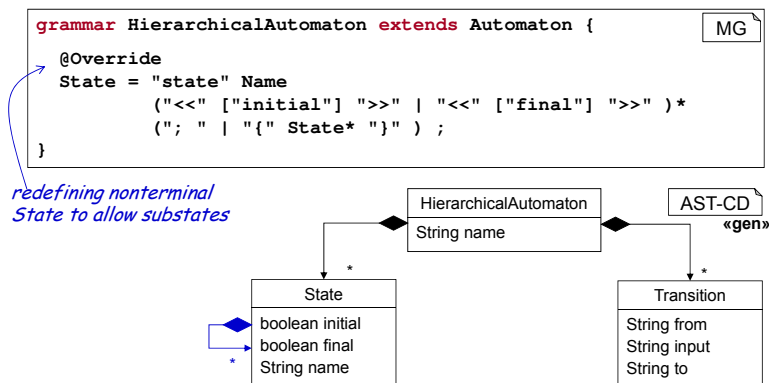 grammar HierarchicalAutomaton extends Automaton {
MG
@Override
State = "state" Name
("<<" ["initial"] ">>" | "<<" ["final"] ">>" )*
("; " | "{" State* "}" ) ;
}
redefining nonterminal
State to allow substates
HierarchicalAutomaton
String name
AST-CD
«gen»
*
*
State
boolean initial
boolean final
String name
*
Transition
String from
String input
String to